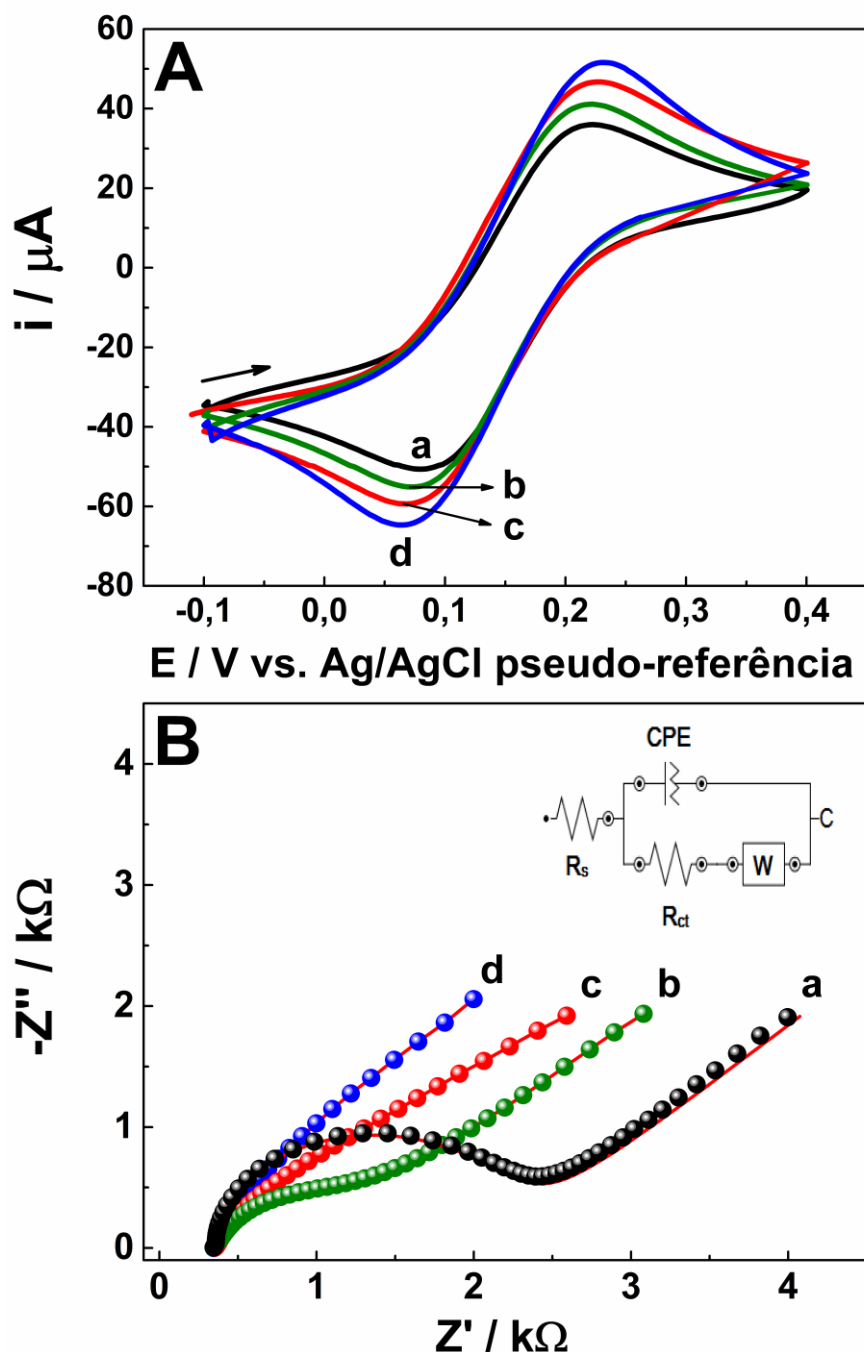 A
60
40
20
0
-20
-40
-60
-80
i / μA
a
b
c
d
-0,1 0,0 0,1 0,2 0,3 0,4
E / V vs. Ag/AgCl pseudo-referência
B
4
3
2
1
0
-Z'' / kΩ
CPE
C
Rs
W
Rct
d c b a
0 1 2 3 4
Z' / kΩ